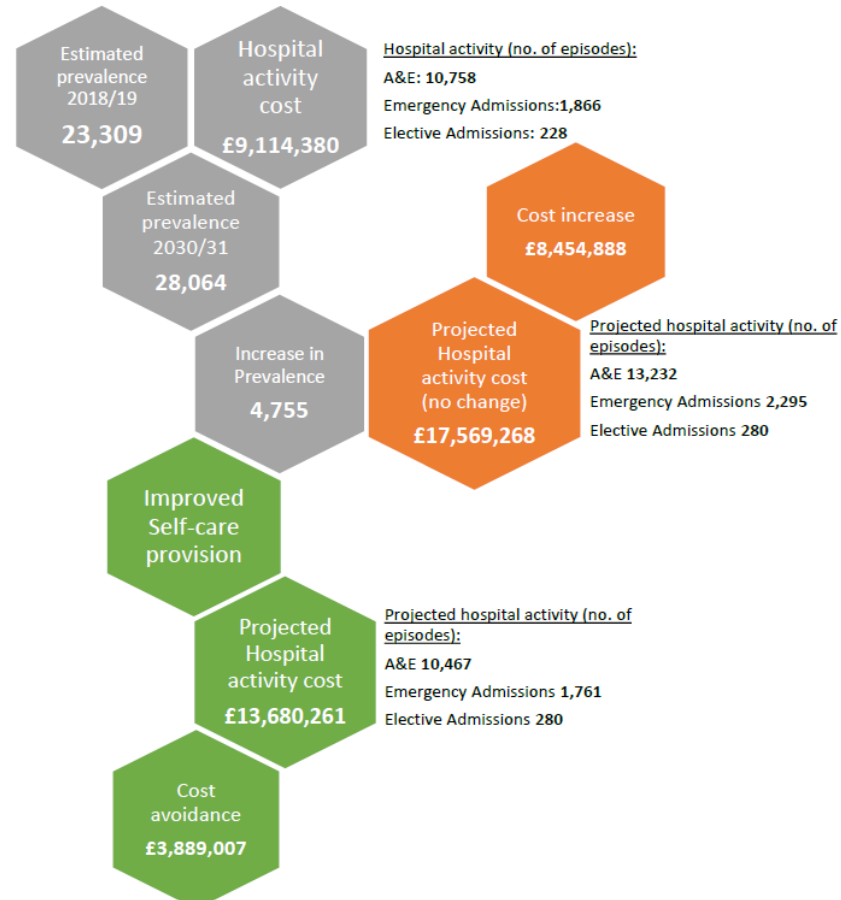 Estimated
prevalence
2018/19
23,309
Hospital
activity
cost
£9,114,380
Hospital activity (no. of episodes):
A&E: 10,758
Emergency Admissions:1,866
Elective Admissions: 228
Estimated
prevalence
2030/31
28,064
Cost increase
£8,454,888
Increase in
Prevalence
4,755
Projected
Hospital
activity cost
(no change)
£17,569,268
Projected hospital activity (no. of
episodes):
A&E 13,232
Emergency Admissions 2,295
Elective Admissions 280
Improved
Self-care
provision
Projected
Hospital
activity cost
£13,680,261
Projected hospital activity (no. of
episodes):
A&E 10,467
Emergency Admissions 1,761
Elective Admissions 280
Cost
avoidance
£3,889,007